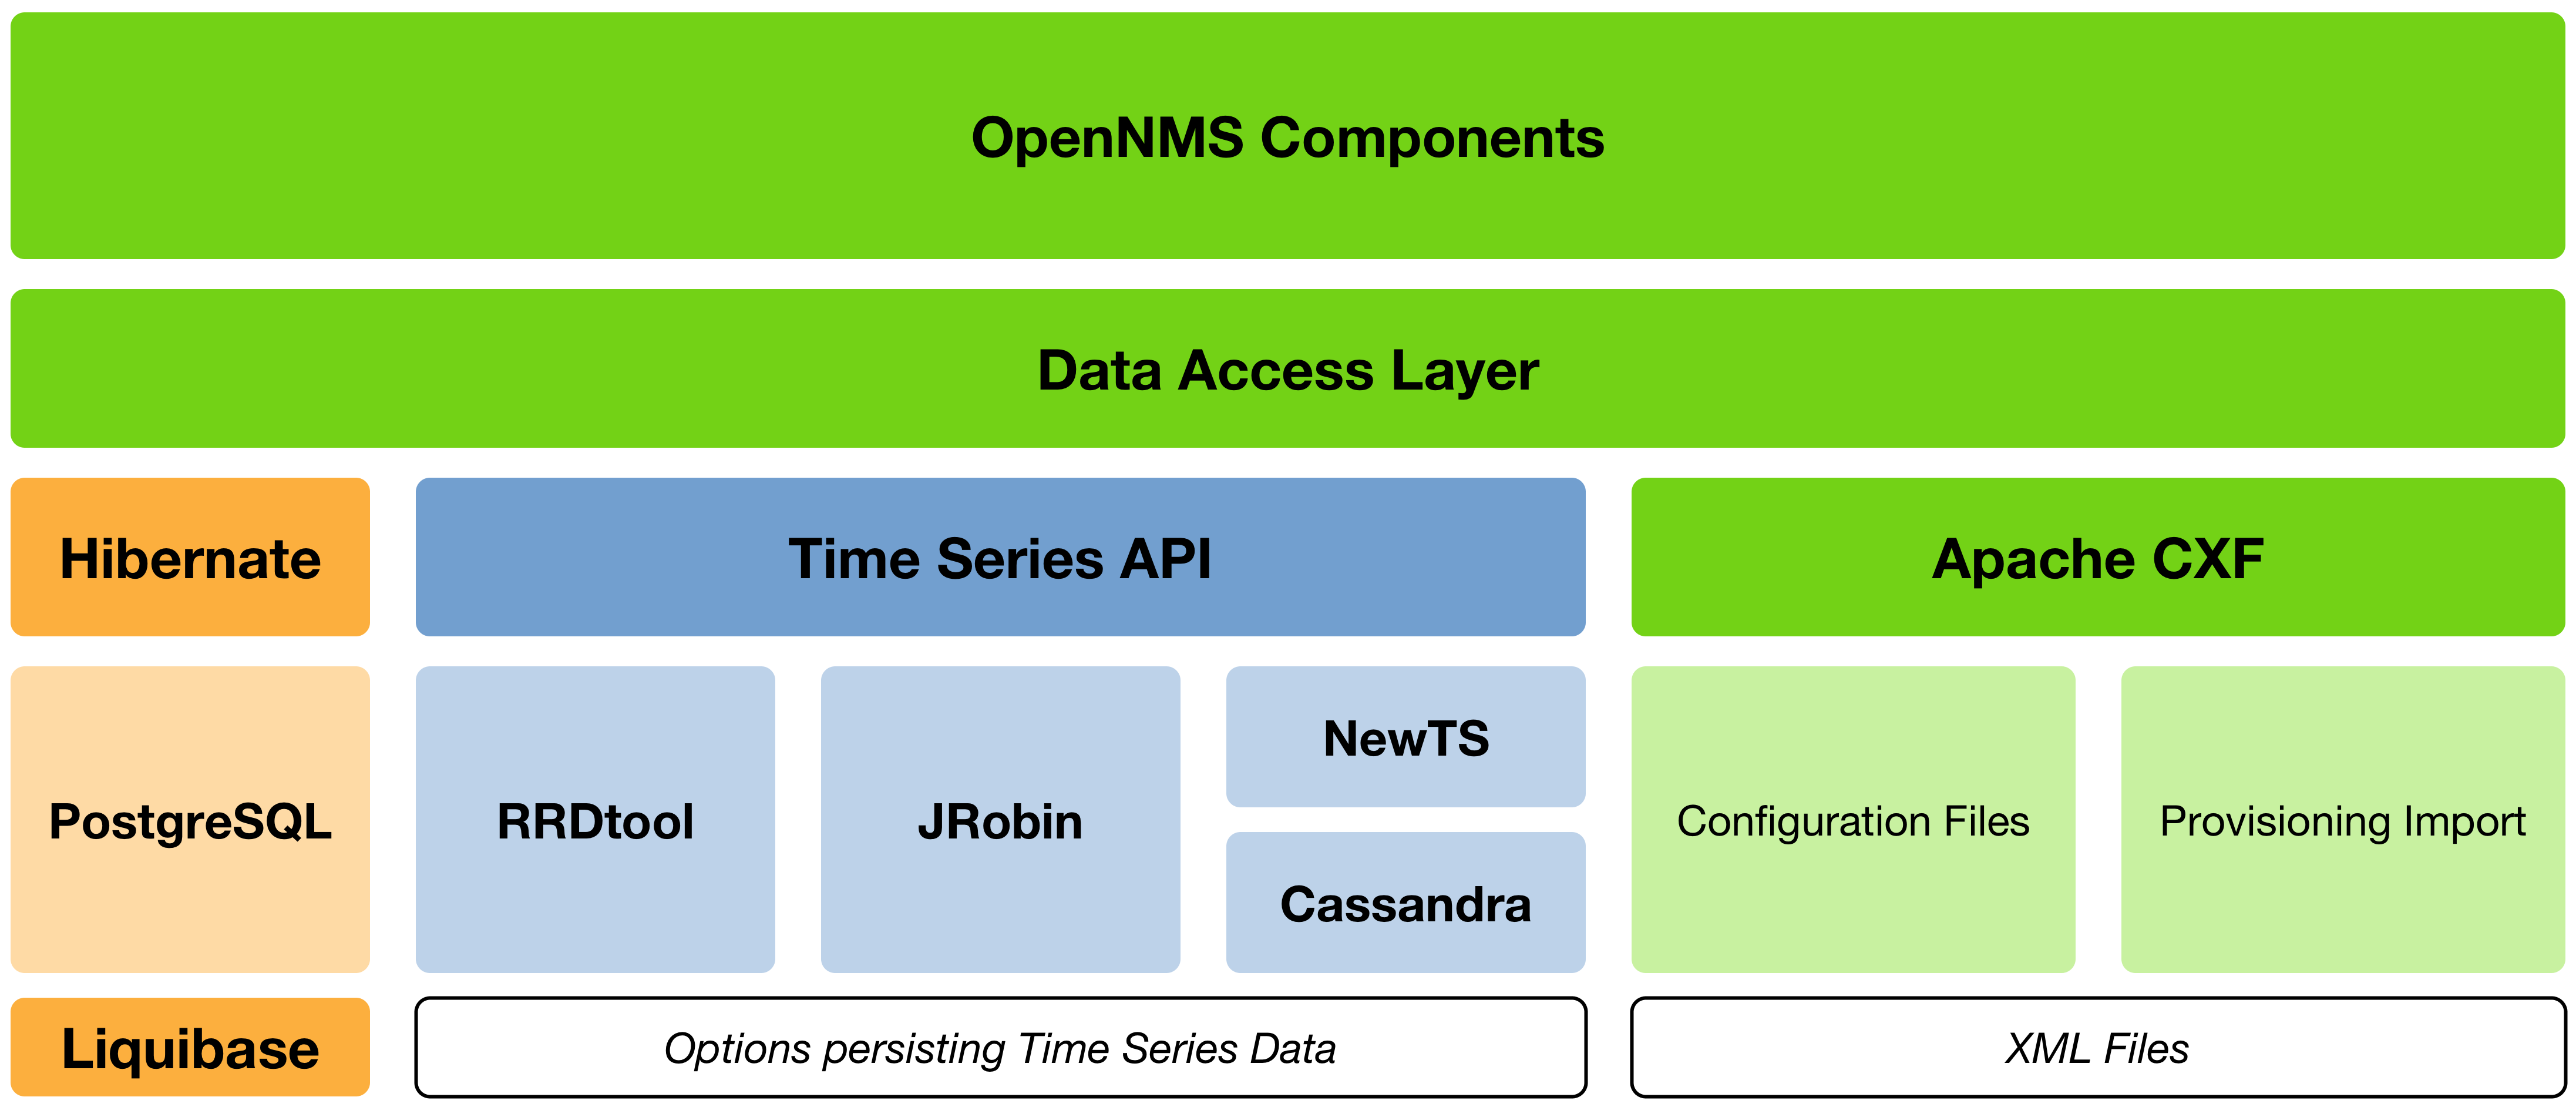 OpenNMS Components
Data Access Layer
Hibernate
Time Series API
Apache CXF
PostgreSQL
RRDtool
JRobin
NewTS
Cassandra
Configuration Files
Provisioning Import
Liquibase
Options persisting Time Series Data
XML Files